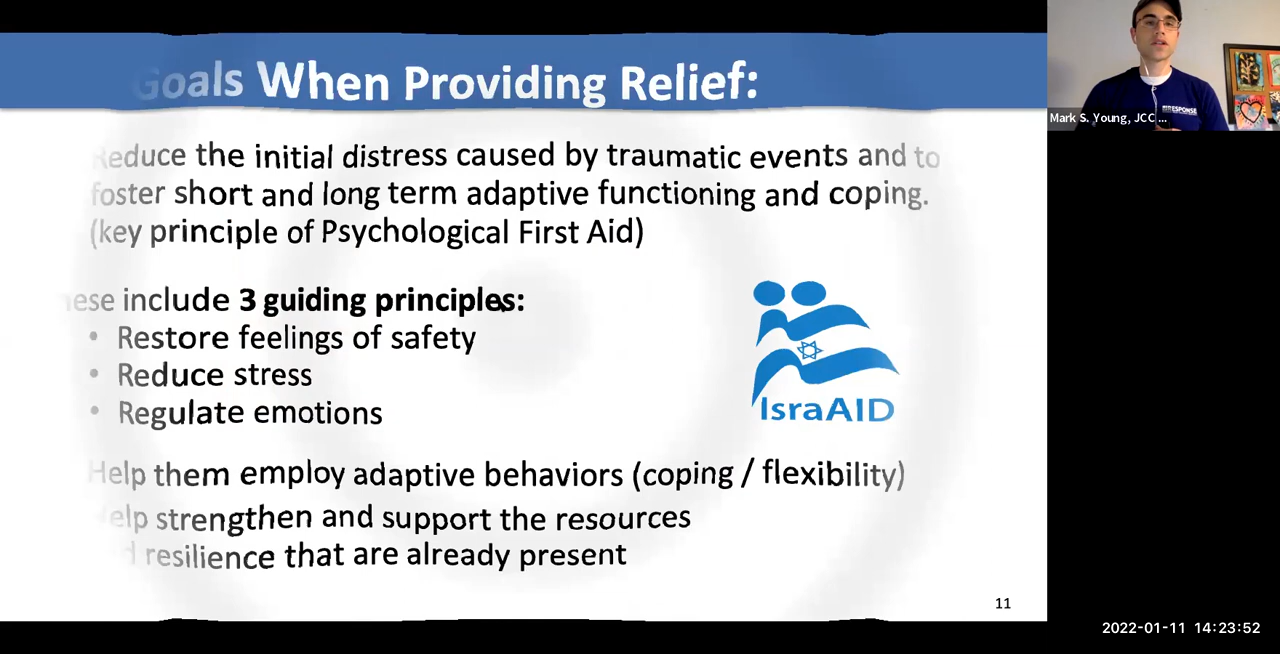 Goals When Providing Relief:
Reduce the initial distress caused by traumatic events and to
foster short and long term adaptive functioning and coping.
(key principle of Psychological First Aid)
ese include 3 guiding principles:
• Restore feelings of safety
• Reduce stress
• Regulate emotions
IsraAID
Help them employ adaptive behaviors (coping / flexibility)
elp strengthen and support the resources
d resilience that are already present
11
Mark S. Young, JCC ...
RESPONSE
2022-01-11 14:23:52